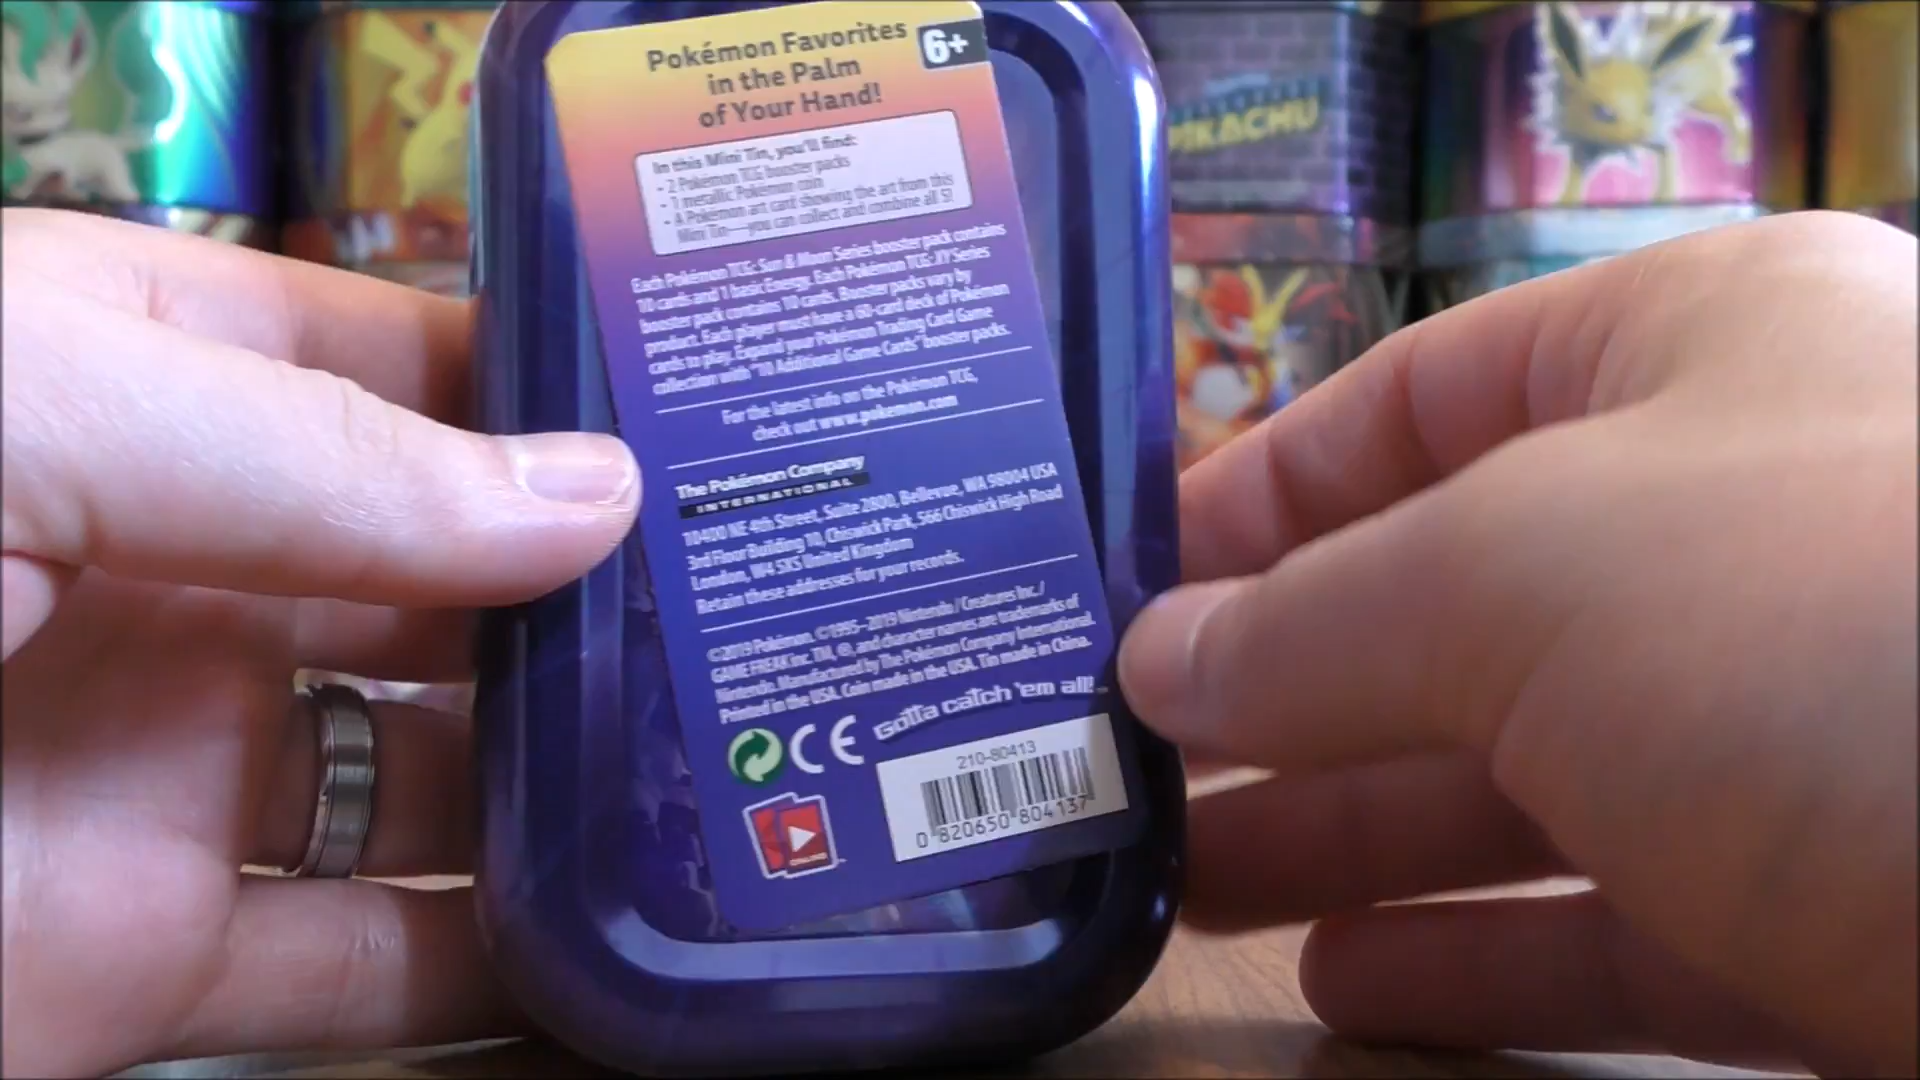 Pokémon Favorites
in the Palm
of Your Hand!
6+
In this Mini Tin, you'll find:
- 2 Pokémon TCG booster packs
- 1 metallic Pokémon coin
- A Pokémon art card showing the art from this
Mini Tin—you can collect and combine all 5!
Each Pokémon TCG: Sun & Moon Series booster pack contains
10 cards and 1 basic Energy. Each Pokémon TCG: XY Series
booster pack contains 10 cards. Booster packs vary by
product. Each player must have a 60-card deck of Pokémon
cards to play. Expand your Pokémon Trading Card Game
collection with "10 Additional Game Cards" booster packs.
For the latest info on the Pokémon TCG,
check out www.pokemon.com
The Pokémon Company
INTERNATIONAL
10400 NE 4th Street, Suite 2800, Bellevue, WA 98004 USA
3rd Floor Building 10, Chiswick Park, 566 Chiswick High Road
London, W4 5XS United Kingdom
Retain these addresses for your records.
©2019 Pokémon. ©1995–2019 Nintendo / Creatures Inc. /
GAME FREAK inc. TM, ®, and character names are trademarks of
Nintendo. Manufactured by The Pokémon Company International.
Printed in the USA. Coin made in the USA. Tin made in China.
Gotta catch 'em all!™
CE
210-80413
0 820650 804137
ONLINE
PIKACHU